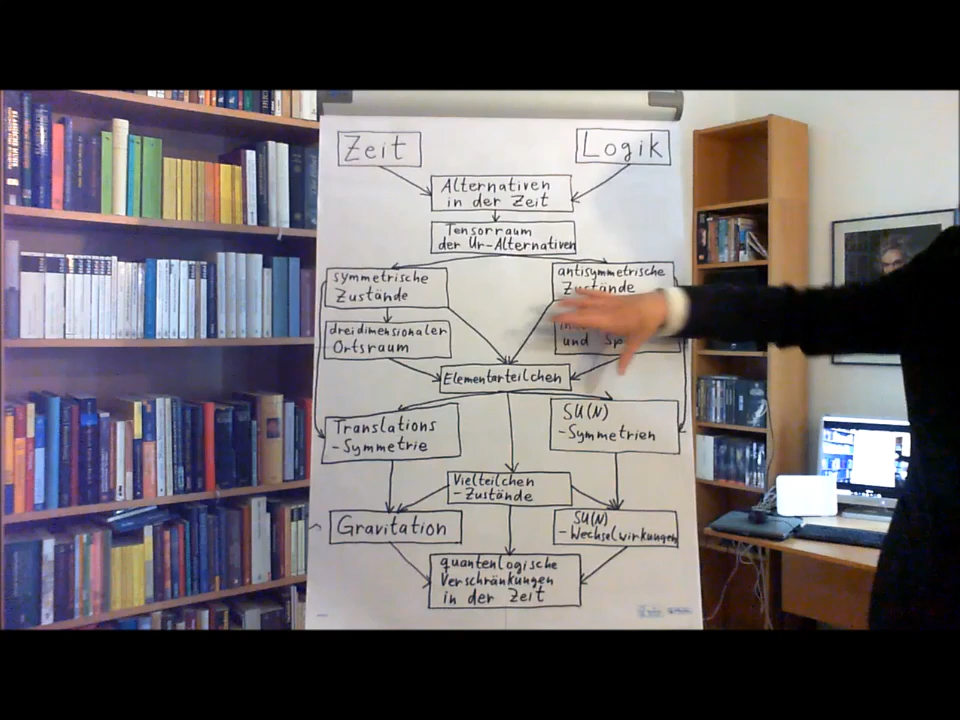 Zeit
Logik
Alternativen
in der Zeit
Tensorraum
der Ur-Alternativen
symmetrische
Zustände
antisymmetrische
Zustände
dreidimensionaler
Ortsraum
und
Elementarteilchen
Translations
-Symmetrie
SU(N)
-Symmetrien
Vielteilchen
-Zustände
Gravitation
SU(N)
-Wechselwirkungen
quantenlogische
Verschränkungen
in der Zeit